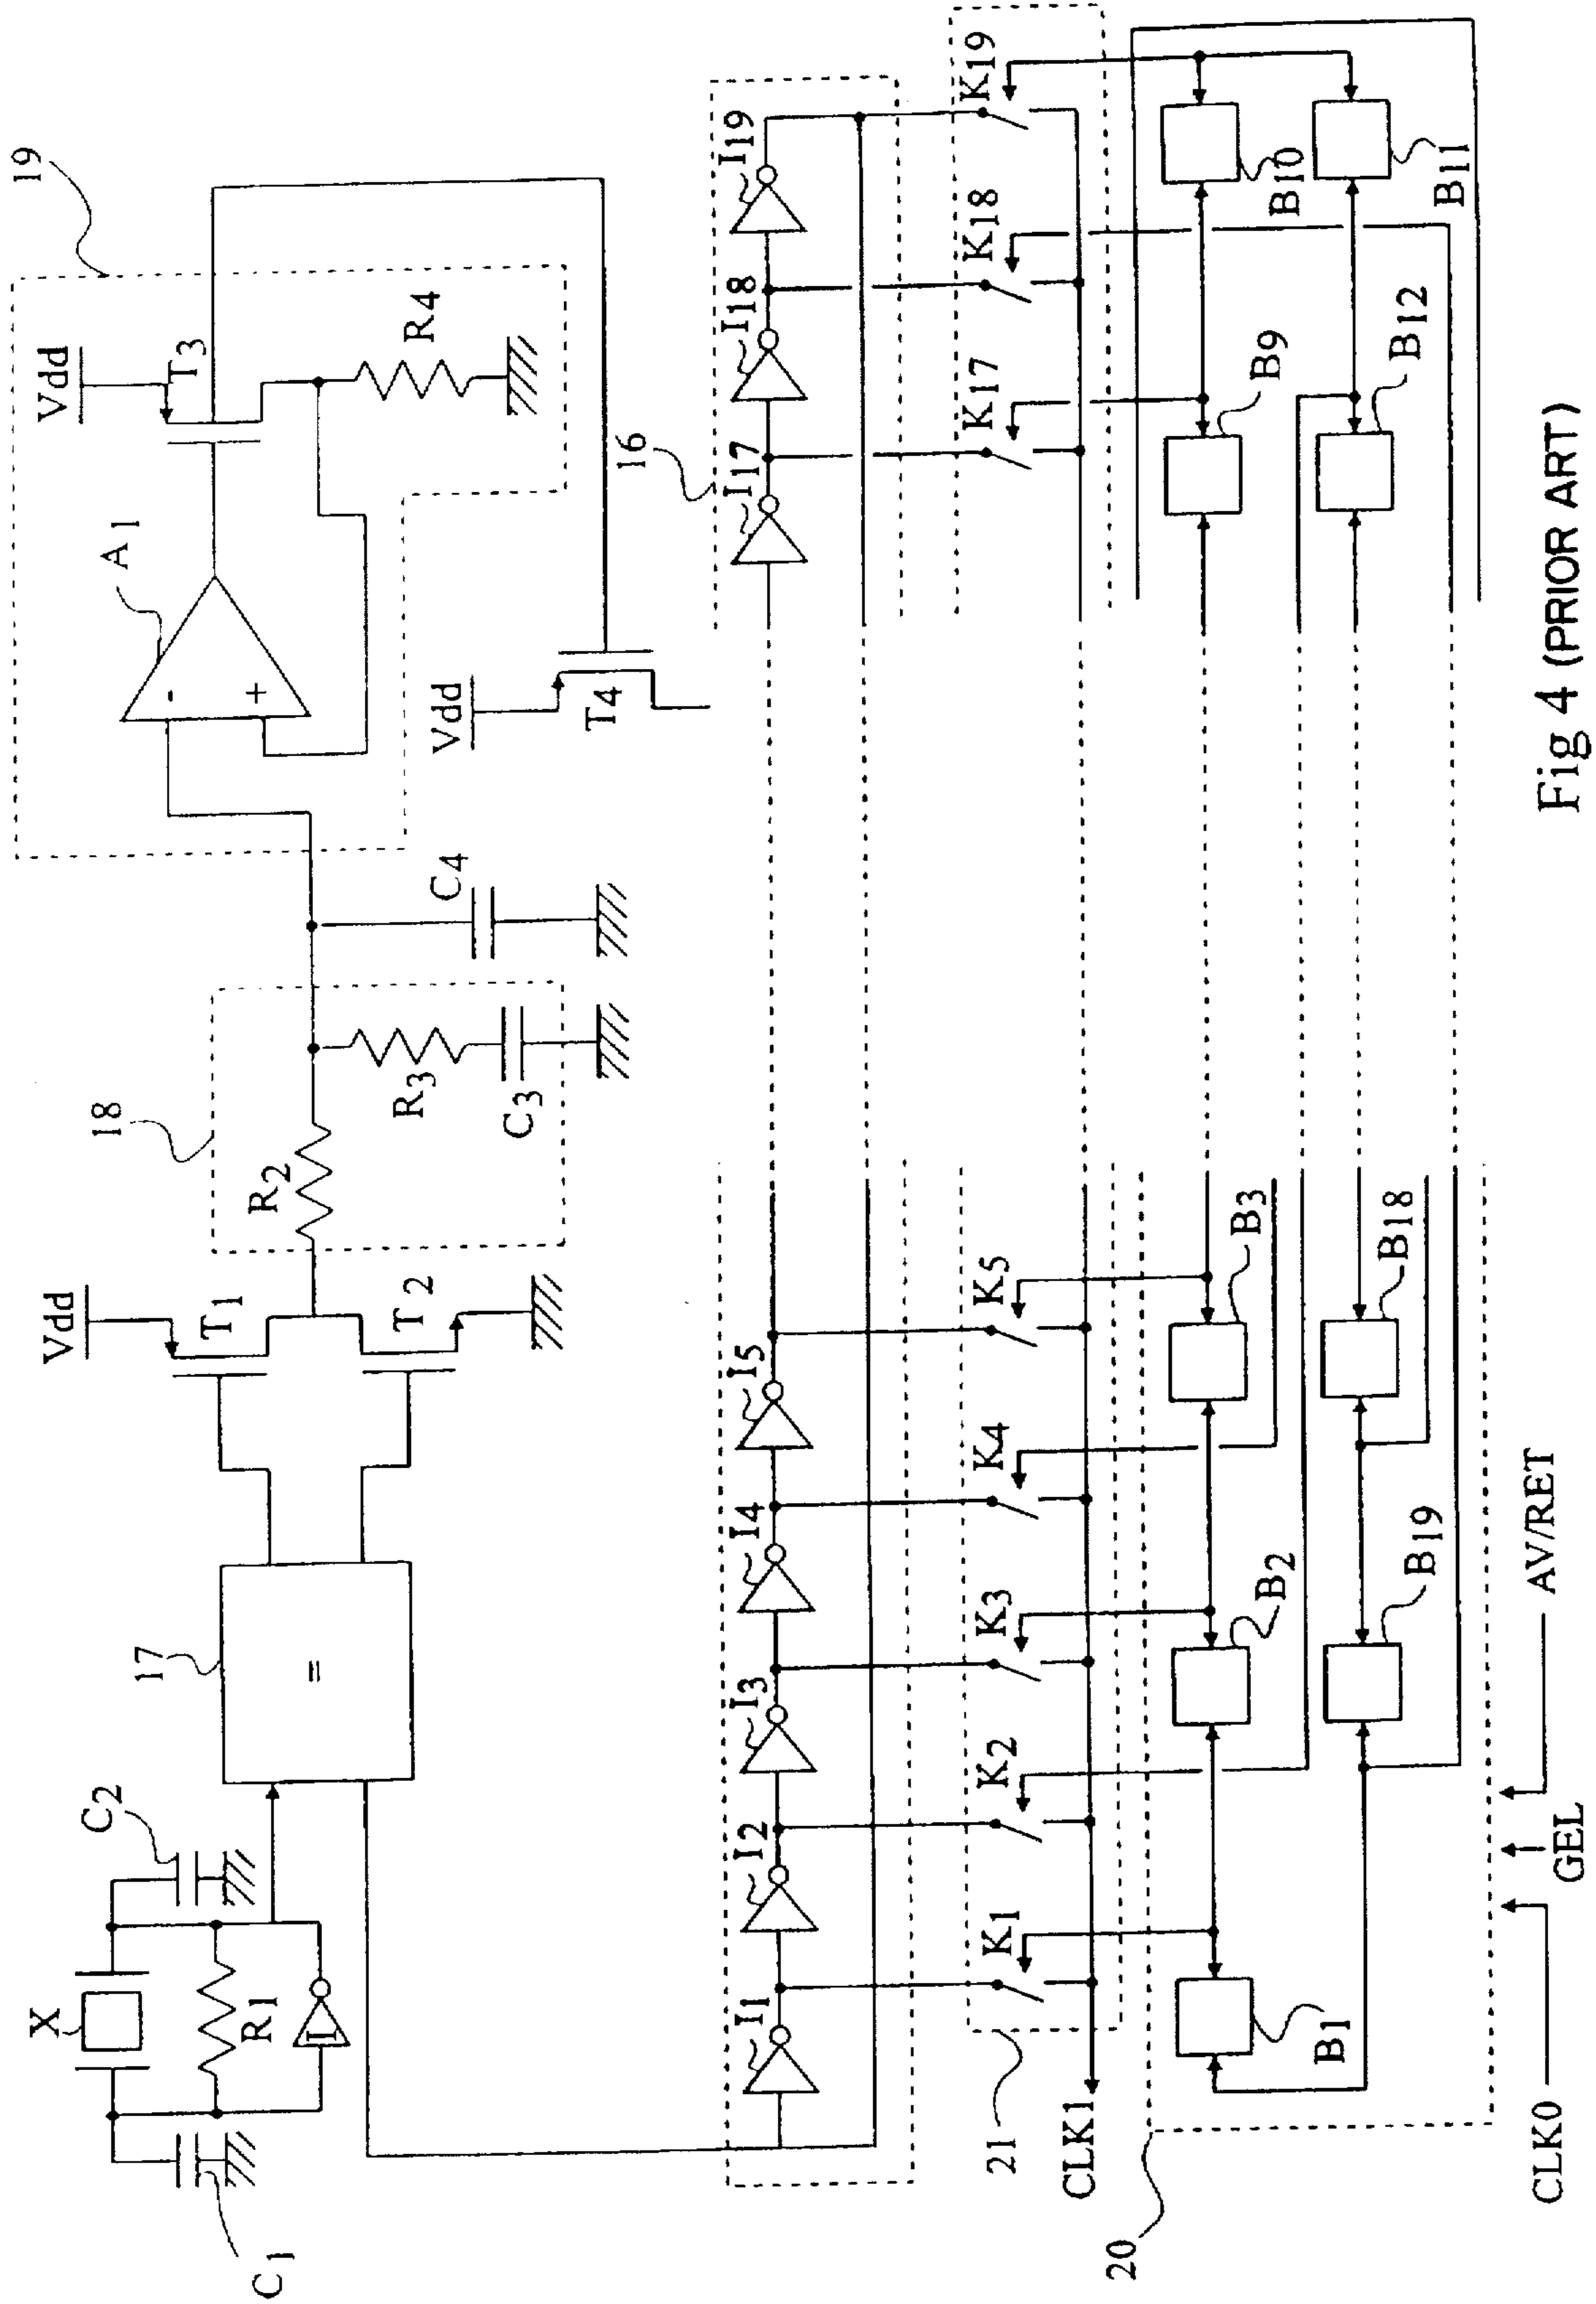 19
Vdd
T3
R4
A1
-
+
Vdd
T4
C4
18
R2
R3
C3
Vdd
T1
T2
17
=
X
C2
R1
I
C1
16
I1
I2
I3
I4
I5
I17
I18
I19
21
K1
K2
K3
K4
K5
K17
K18
K19
CLK1
20
B1
B2
B3
B9
B10
B19
B18
B12
B11
CLK0
GEL
AV/RET
Fig 4 (PRIOR ART)